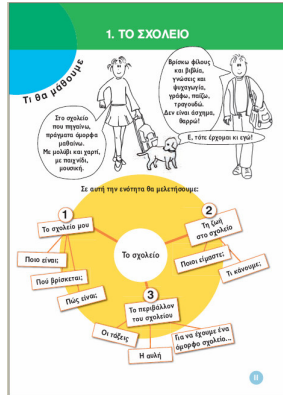 1. ΤΟ ΣΧΟΛΕΙΟ
Τι θα μάθουμε
Στο σχολείο
που πηγαίνω,
πράγματα όμορφα
μαθαίνω.
Με μολύβι και χαρτί,
με παιχνίδι,
μουσική.
Βρίσκω φίλους
και βιβλία,
γνώσεις και
ψυχαγωγία,
γράφω, παίζω,
τραγουδώ.
Δεν είναι άσχημα,
θαρρώ!
Ε, τότε έρχομαι κι εγώ!
Σε αυτή την ενότητα θα μελετήσουμε:
1
Το σχολείο μου
Ποιο είναι;
Πού βρίσκεται;
Πώς είναι;
2
Τη ζωή
στο σχολείο
Ποιοι είμαστε;
Τι κάνουμε;
Το σχολείο
3
Το περιβάλλον
του σχολείου
Οι τάξεις
Η αυλή
Για να έχουμε ένα
όμορφο σχολείο...
11